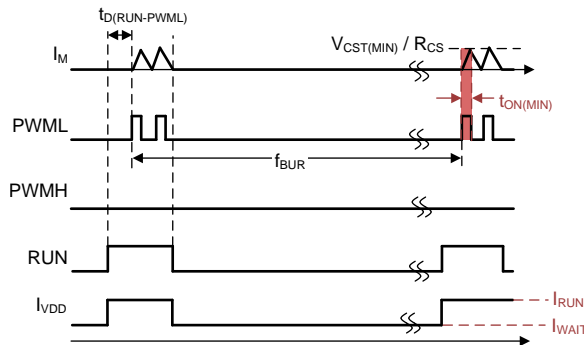 tD(RUN-PWML)
IM
VCST(MIN) / RCS
tON(MIN)
PWML
fBUR
PWMH
RUN
IVDD
IRUN
IWAIT